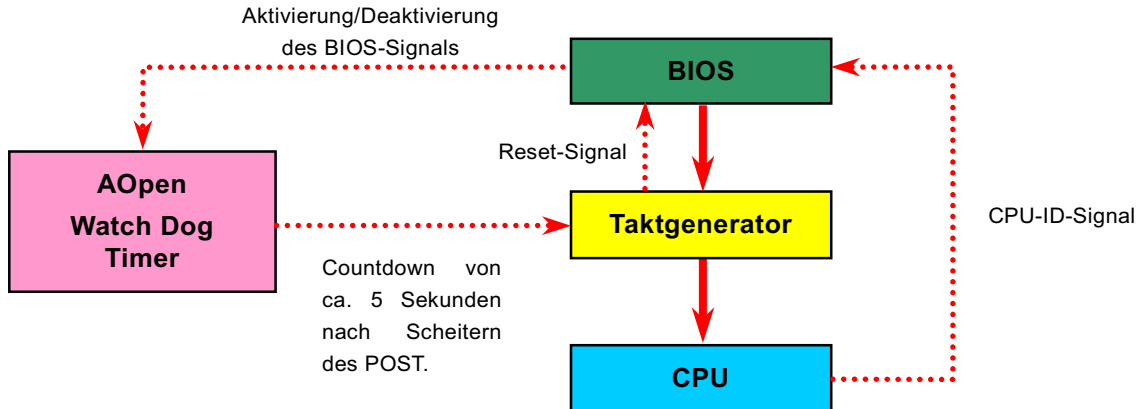 Aktivierung/Deaktivierung
des BIOS-Signals
BIOS
Reset-Signal
AOpen
Watch Dog
Timer
Taktgenerator
CPU-ID-Signal
Countdown von
ca. 5 Sekunden
nach Scheitern
des POST.
CPU